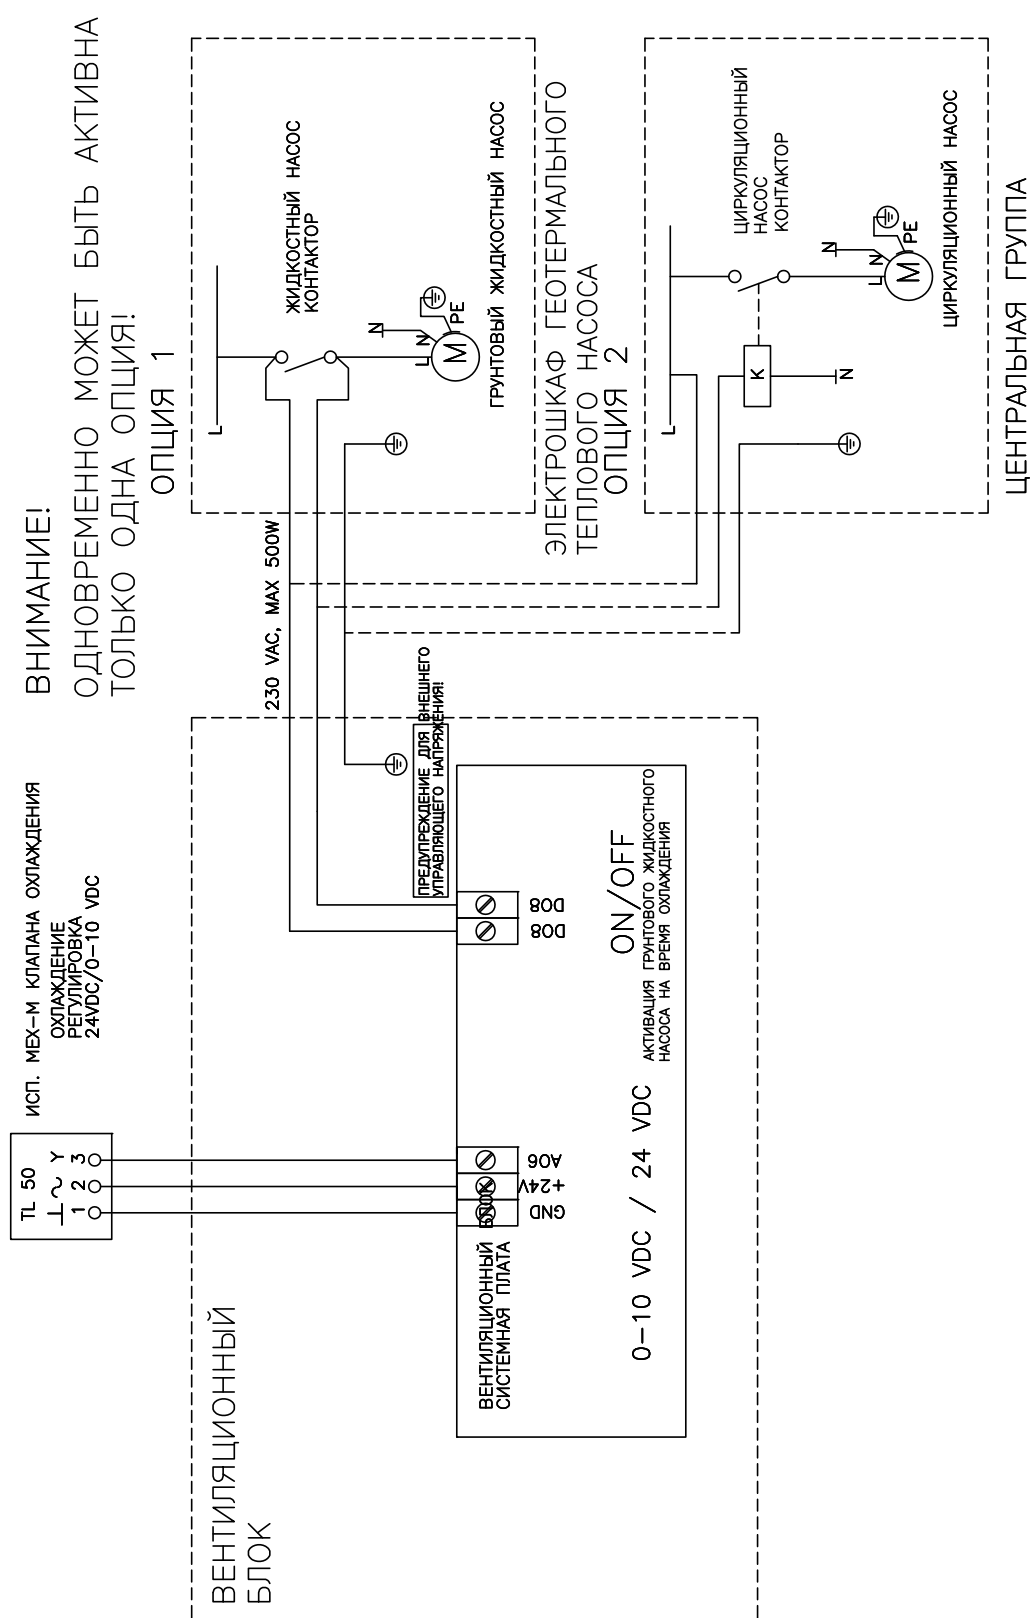 ВНИМАНИЕ!
ОДНОВРЕМЕННО МОЖЕТ БЫТЬ АКТИВНА
ТОЛЬКО ОДНА ОПЦИЯ!
ИСП. МЕХ-М КЛАПАНА ОХЛАЖДЕНИЯ
ОХЛАЖДЕНИЕ
РЕГУЛИРОВКА
24VDC/0-10 VDC
TL 50
Y
1 2 3
ОПЦИЯ 1
L
ЖИДКОСТНЫЙ НАСОС
КОНТАКТОР
N
L N
PE
M
ГРУНТОВЫЙ ЖИДКОСТНЫЙ НАСОС
ЭЛЕКТРОШКАФ ГЕОТЕРМАЛЬНОГО
ТЕПЛОВОГО НАСОСА
230 VAC, MAX 500W
ОПЦИЯ 2
L
ЦИРКУЛЯЦИОННЫЙ
НАСОС
КОНТАКТОР
K
N
N
L N
PE
M
ЦИРКУЛЯЦИОННЫЙ НАСОС
ЦЕНТРАЛЬНАЯ ГРУППА
ВЕНТИЛЯЦИОННЫЙ
БЛОК
ПРЕДУПРЕЖДЕНИЕ ДЛЯ ВНЕШНЕГО
УПРАВЛЯЮЩЕГО НАПРЯЖЕНИЯ!
ВЕНТИЛЯЦИОННЫЙ БЛОК
СИСТЕМНАЯ ПЛАТА
GND
+24V
AO6
DO8
DO8
ON/OFF
АКТИВАЦИЯ ГРУНТОВОГО ЖИДКОСТНОГО
НАСОСА НА ВРЕМЯ ОХЛАЖДЕНИЯ
0-10 VDC / 24 VDC